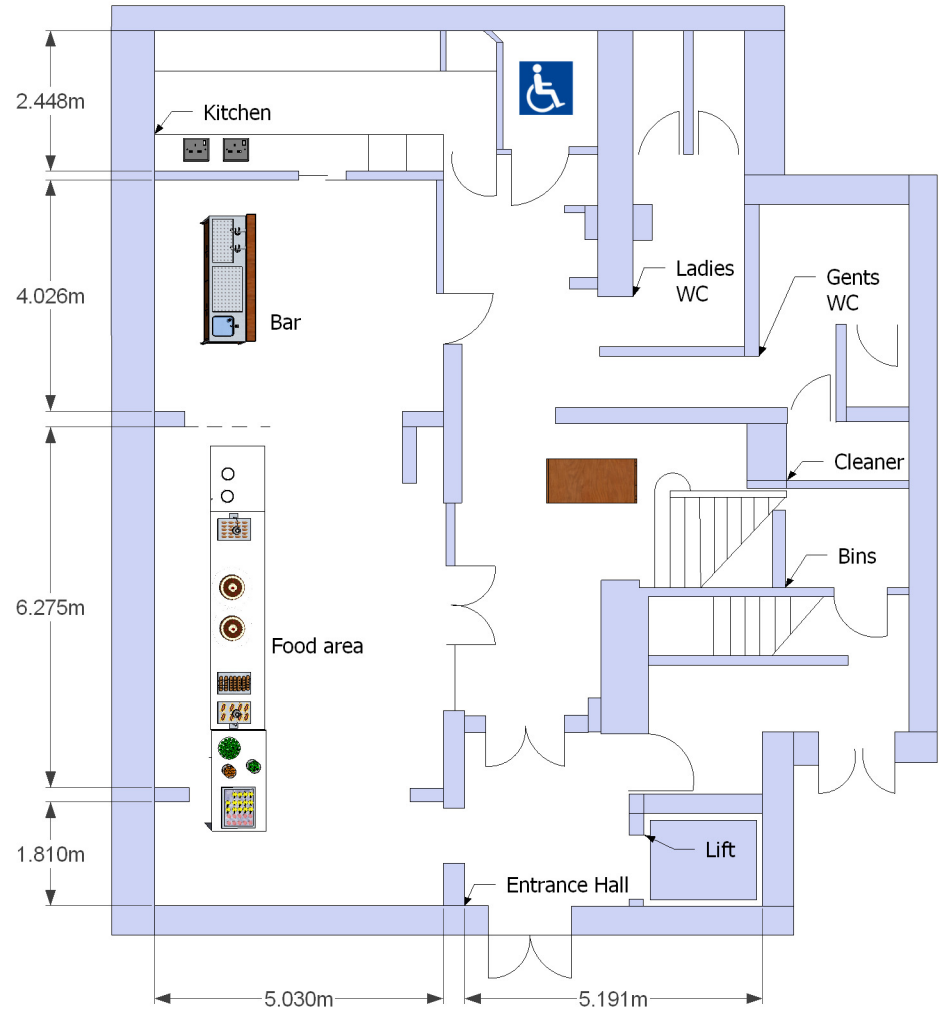 2.448m
Kitchen
4.026m
Ladies
WC
Gents
WC
Bar
Cleaner
Bins
6.275m
Food area
1.810m
Lift
Entrance Hall
5.030m
5.191m